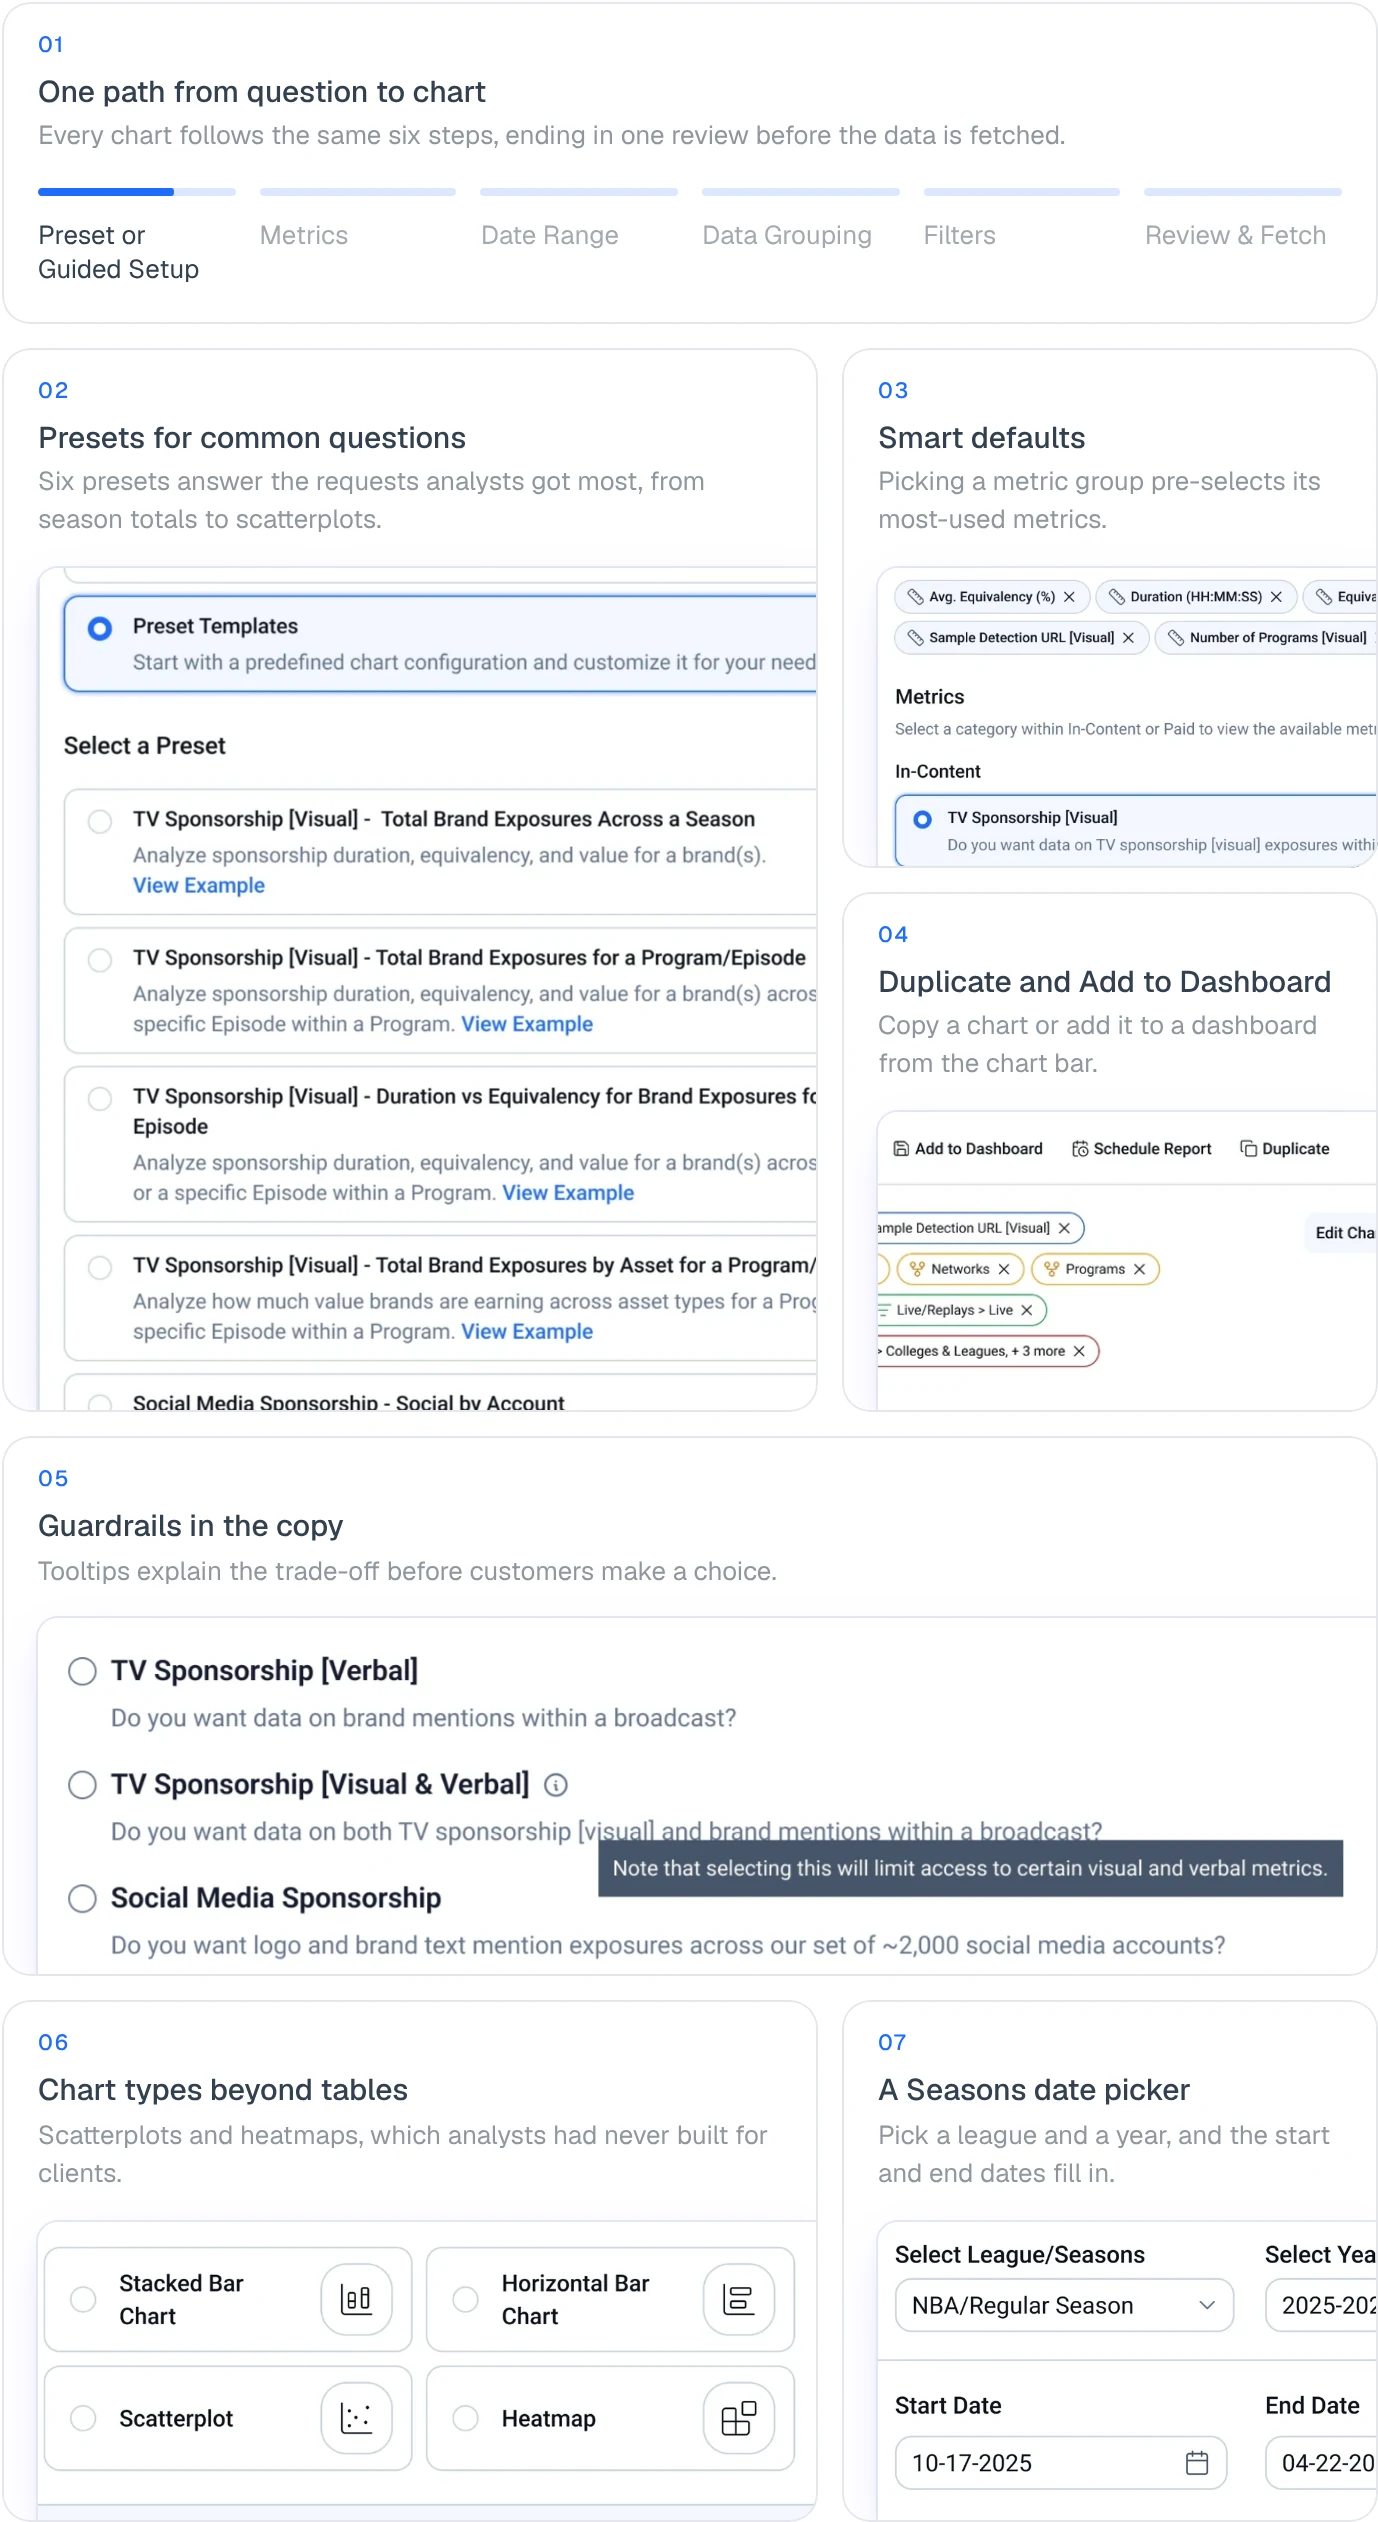 01
One path from question to chart
Every chart follows the same six steps, ending in one review before the data is fetched.
Preset or
Guided Setup
Metrics
Date Range
Data Grouping
Filters
Review & Fetch
02
Presets for common questions
Six presets answer the requests analysts got most, from
season totals to scatterplots.
Preset Templates
Start with a predefined chart configuration and customize it for your need
Select a Preset
TV Sponsorship [Visual] - Total Brand Exposures Across a Season
Analyze sponsorship duration, equivalency, and value for a brand(s).
View Example
TV Sponsorship [Visual] - Total Brand Exposures for a Program/Episode
Analyze sponsorship duration, equivalency, and value for a brand(s) acros
specific Episode within a Program. View Example
TV Sponsorship [Visual] - Duration vs Equivalency for Brand Exposures fo
Episode
Analyze sponsorship duration, equivalency, and value for a brand(s) acros
or a specific Episode within a Program. View Example
TV Sponsorship [Visual] - Total Brand Exposures by Asset for a Program/
Analyze how much value brands are earning across asset types for a Prog
specific Episode within a Program. View Example
Social Media Sponsorship - Social by Account
03
Smart defaults
Picking a metric group pre-selects its
most-used metrics.
Avg. Equivalency (%)
Duration (HH:MM:SS)
Equiva
Sample Detection URL [Visual]
Number of Programs [Visual]
Metrics
Select a category within In-Content or Paid to view the available metr
In-Content
TV Sponsorship [Visual]
Do you want data on TV sponsorship [visual] exposures withi
04
Duplicate and Add to Dashboard
Copy a chart or add it to a dashboard
from the chart bar.
Add to Dashboard
Schedule Report
Duplicate
ample Detection URL [Visual]
Edit Cha
Networks
Programs
Live/Replays > Live
> Colleges & Leagues, + 3 more
05
Guardrails in the copy
Tooltips explain the trade-off before customers make a choice.
TV Sponsorship [Verbal]
Do you want data on brand mentions within a broadcast?
TV Sponsorship [Visual & Verbal]
Do you want data on both TV sponsorship [visual] and brand mentions within a broadcast?
Note that selecting this will limit access to certain visual and verbal metrics.
Social Media Sponsorship
Do you want logo and brand text mention exposures across our set of ~2,000 social media accounts?
06
Chart types beyond tables
Scatterplots and heatmaps, which analysts had never built for
clients.
Stacked Bar
Chart
Horizontal Bar
Chart
Scatterplot
Heatmap
07
A Seasons date picker
Pick a league and a year, and the start
and end dates fill in.
Select League/Seasons
Select Yea
NBA/Regular Season
2025-202
Start Date
End Date
10-17-2025
04-22-20